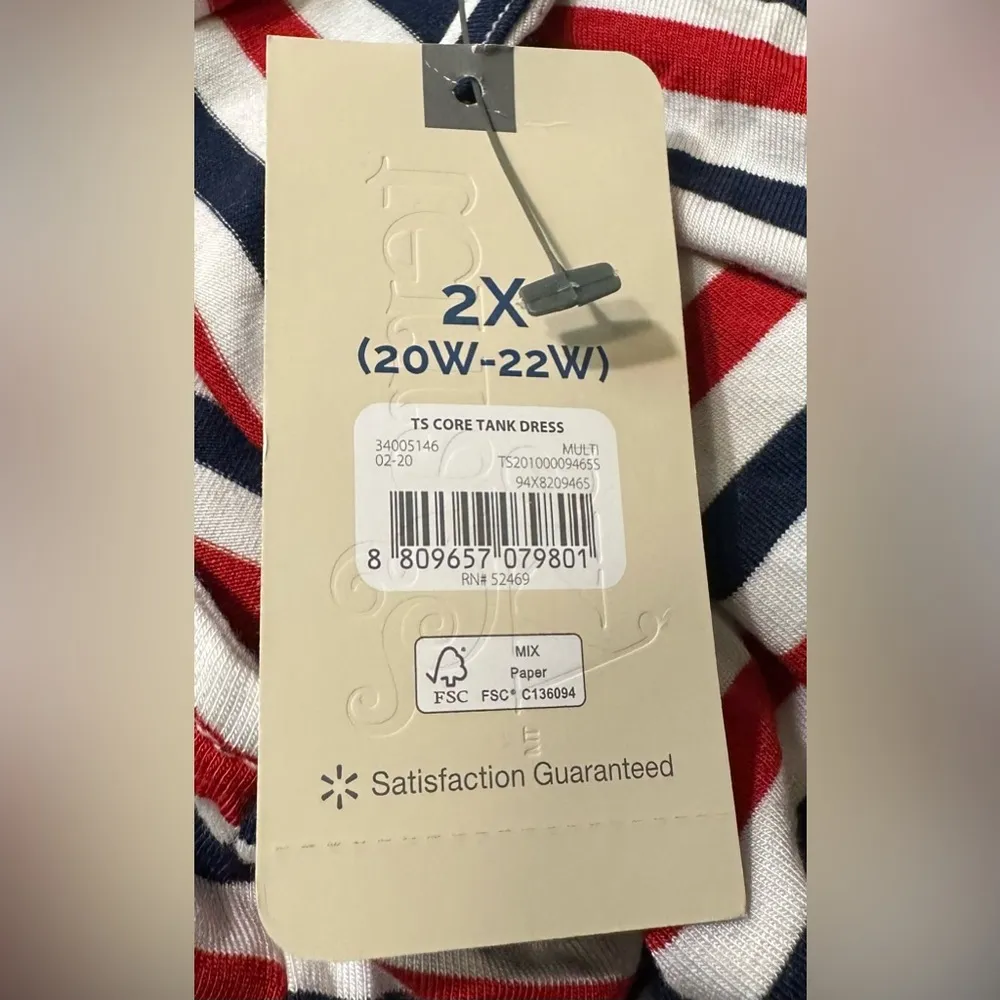 2X
(20W-22W)
TS CORE TANK DRESS
34005146 MULTI
02-20 TS20100009465S
94X820946S
8 809657 079801
RN# 52469
MIX
Paper
FSC FSC® C136094
Satisfaction Guaranteed